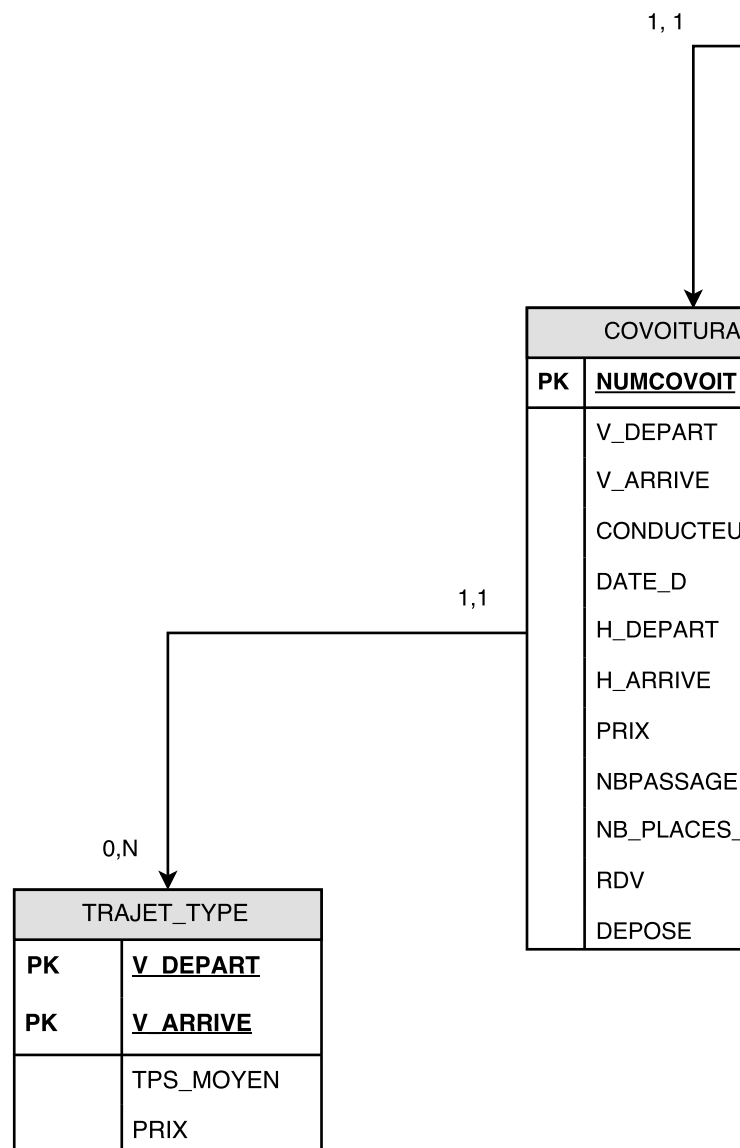 1, 1
COVOITURA
PK NUMCOVOIT
V_DEPART
V_ARRIVE
CONDUCTEU
DATE_D
1,1
H_DEPART
H_ARRIVE
PRIX
NBPASSAGE
NB_PLACES_
0,N
RDV
DEPOSE
TRAJET_TYPE
PK V_DEPART
PK V_ARRIVE
TPS_MOYEN
PRIX